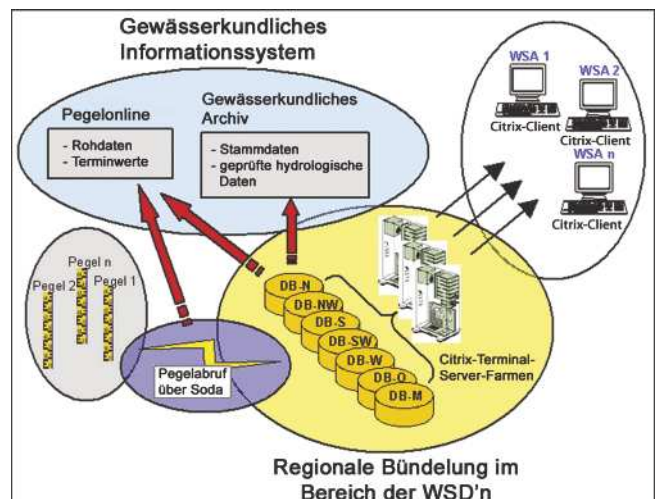 Gewässerkundliches
Informationssystem
Pegelonline
- Rohdaten
- Terminwerte
Gewässerkundliches
Archiv
- Stammdaten
- geprüfte hydrologische
Daten
WSA 1
Citrix-Client
WSA 2
Citrix-Client
WSA n
Citrix-Client
Pegel n
Pegel 2
Pegel 1
Pegelabruf
über Soda
DB-N
DB-NW
DB-S
DB-SW
DB-W
DB-O
DB-M
Citrix-Terminal-
Server-Farmen
Regionale Bündelung im
Bereich der WSD'n